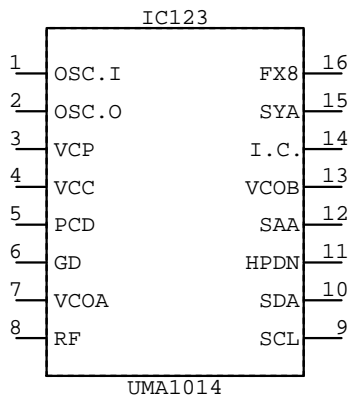 IC123
1 OSC.I FX8 16
2 OSC.O SYA 15
3 VCP I.C. 14
4 VCC VCOB 13
5 PCD SAA 12
6 GD HPDN 11
7 VCOA SDA 10
8 RF SCL 9
UMA1014